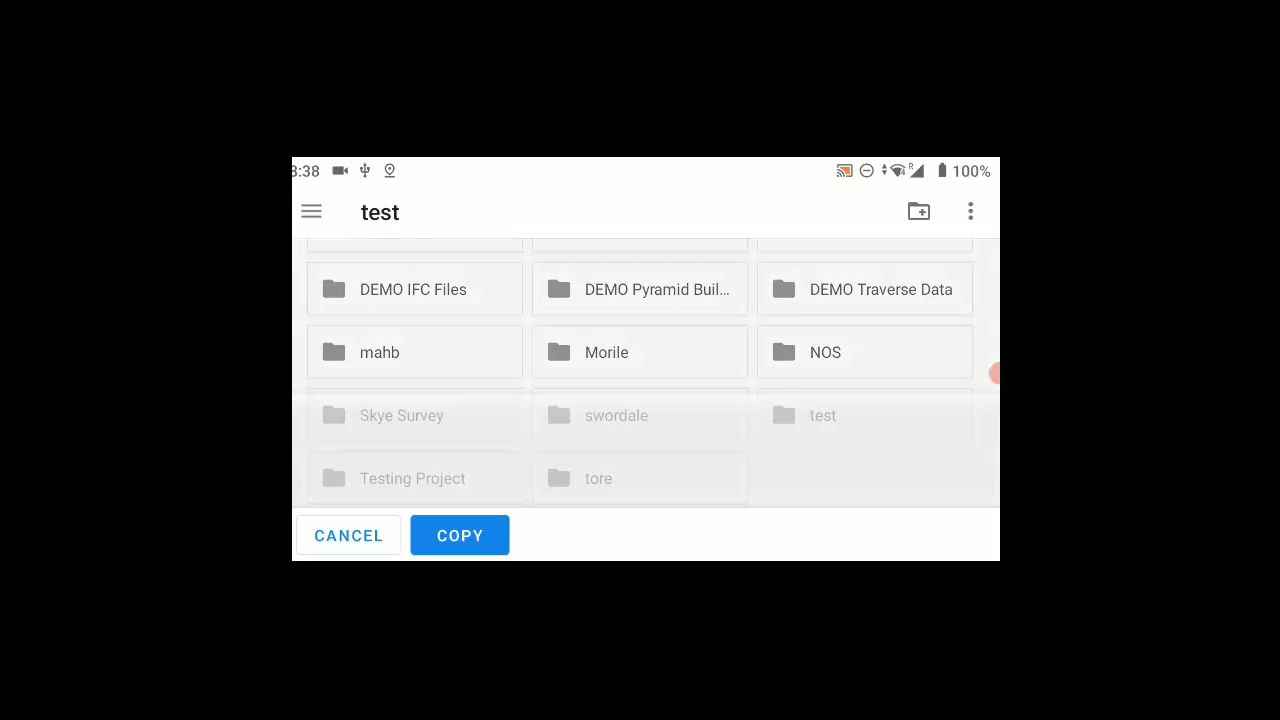 3:38 R 100%
test
DEMO IFC Files DEMO Pyramid Buil... DEMO Traverse Data
mahb Morile NOS
Skye Survey swordale test
Testing Project tore
CANCEL COPY